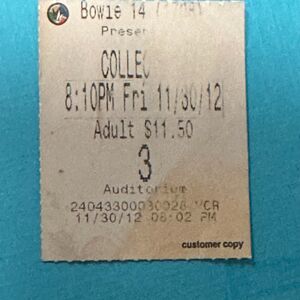 Bowie 14
Presen
COLLEC
8:10PM Fri 11/30/12
Adult $11.50
3
Auditorium
11/30/12 08:02 PM
customer copy